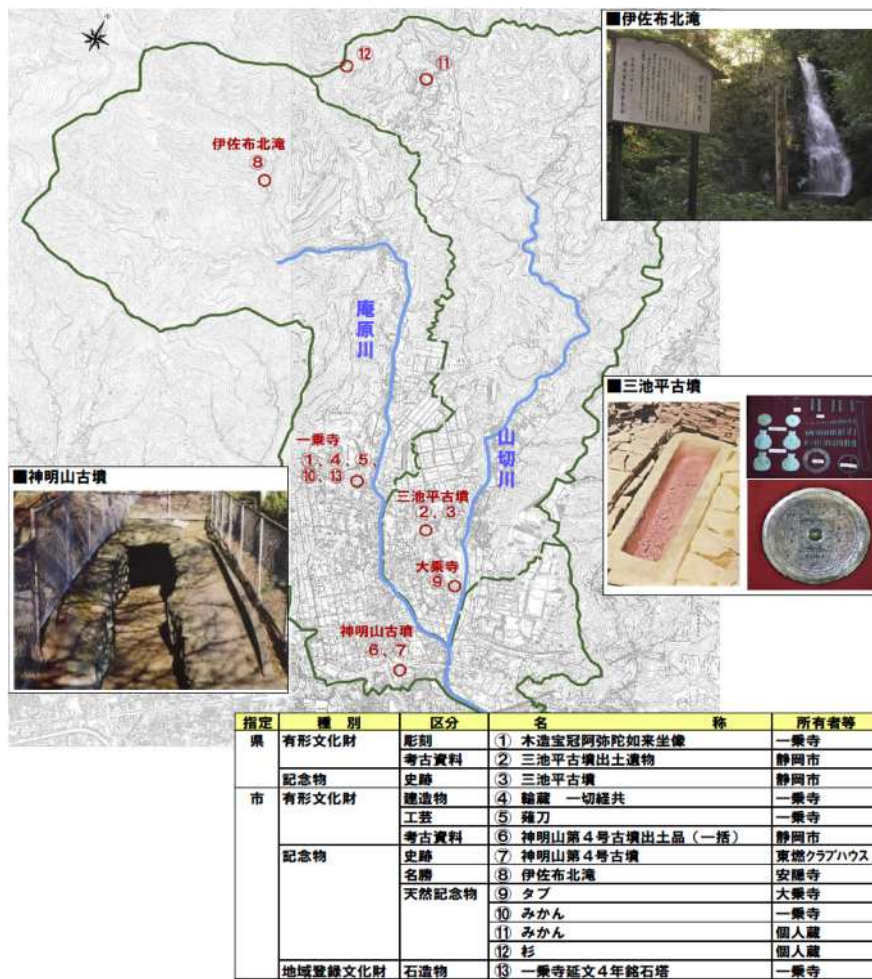 ■伊佐布北滝
⑫
⑪
伊佐布北滝
8
庵原川
山切川
■三池平古墳
一乗寺
1、4、5、
10、13
三池平古墳
2、3
大乗寺
9
■神明山古墳
神明山古墳
6、7
指定 種 別 区分 名 称 所有者等
県 有形文化財 彫刻 ① 木造宝冠阿弥陀如来坐像 一乗寺
考古資料 ② 三池平古墳出土遺物 静岡市
記念物 史跡 ③ 三池平古墳 静岡市
市 有形文化財 建造物 ④ 輪蔵 一切経共 一乗寺
工芸 ⑤ 薙刀 一乗寺
考古資料 ⑥ 神明山第4号古墳出土品（一括） 静岡市
記念物 史跡 ⑦ 神明山第4号古墳 東燃クラブハウス
名勝 ⑧ 伊佐布北滝 安隠寺
天然記念物 ⑨ タブ 大乗寺
⑩ みかん 一乗寺
⑪ みかん 個人蔵
⑫ 杉 個人蔵
地域登録文化財 石造物 ⑬ 一乗寺延文4年銘石塔 一乗寺